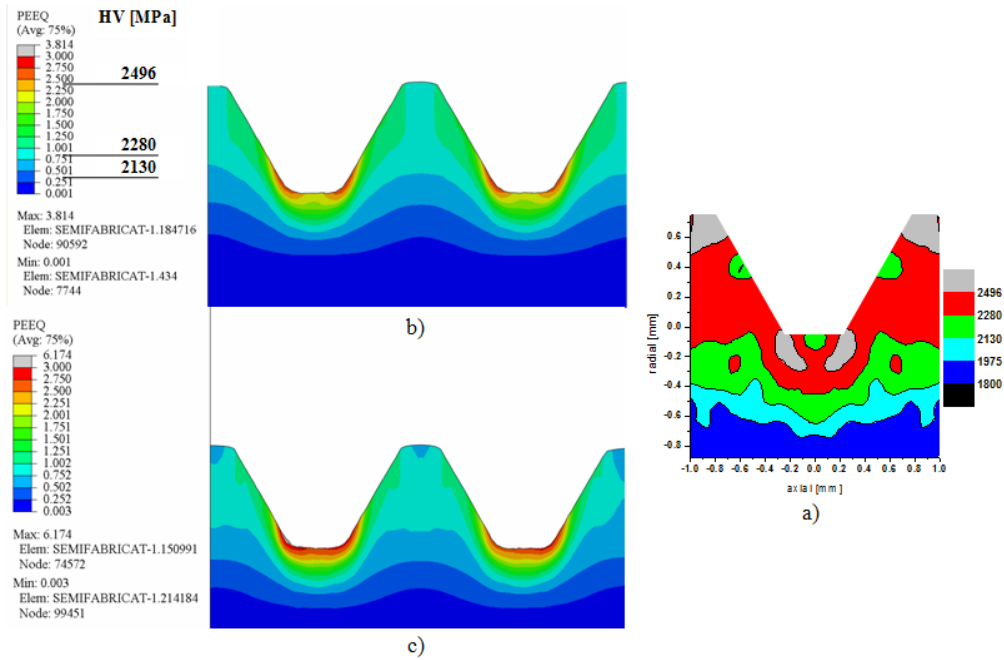 PEEQ
(Avg: 75%)
HV [MPa]
3.814
3.000
2.750
2.500
2.250
2.000
1.750
1.500
1.250
1.001
0.751
0.501
0.251
0.001
2496
2280
2130
Max: 3.814
Elem: SEMIFABRICAT-1.184716
Node: 90592
Min: 0.001
Elem: SEMIFABRICAT-1.434
Node: 7744
b)
PEEQ
(Avg: 75%)
6.174
3.000
2.750
2.500
2.251
2.001
1.751
1.501
1.251
1.002
0.752
0.502
0.252
0.003
Max: 6.174
Elem: SEMIFABRICAT-1.150991
Node: 74572
Min: 0.003
Elem: SEMIFABRICAT-1.214184
Node: 99451
c)
radial [mm]
0.6
0.4
0.2
0.0
-0.2
-0.4
-0.6
-0.8
-1.0 -0.8 -0.6 -0.4 -0.2 0.0 0.2 0.4 0.6 0.8 1.0
axial [mm]
2496
2280
2130
1975
1800
a)